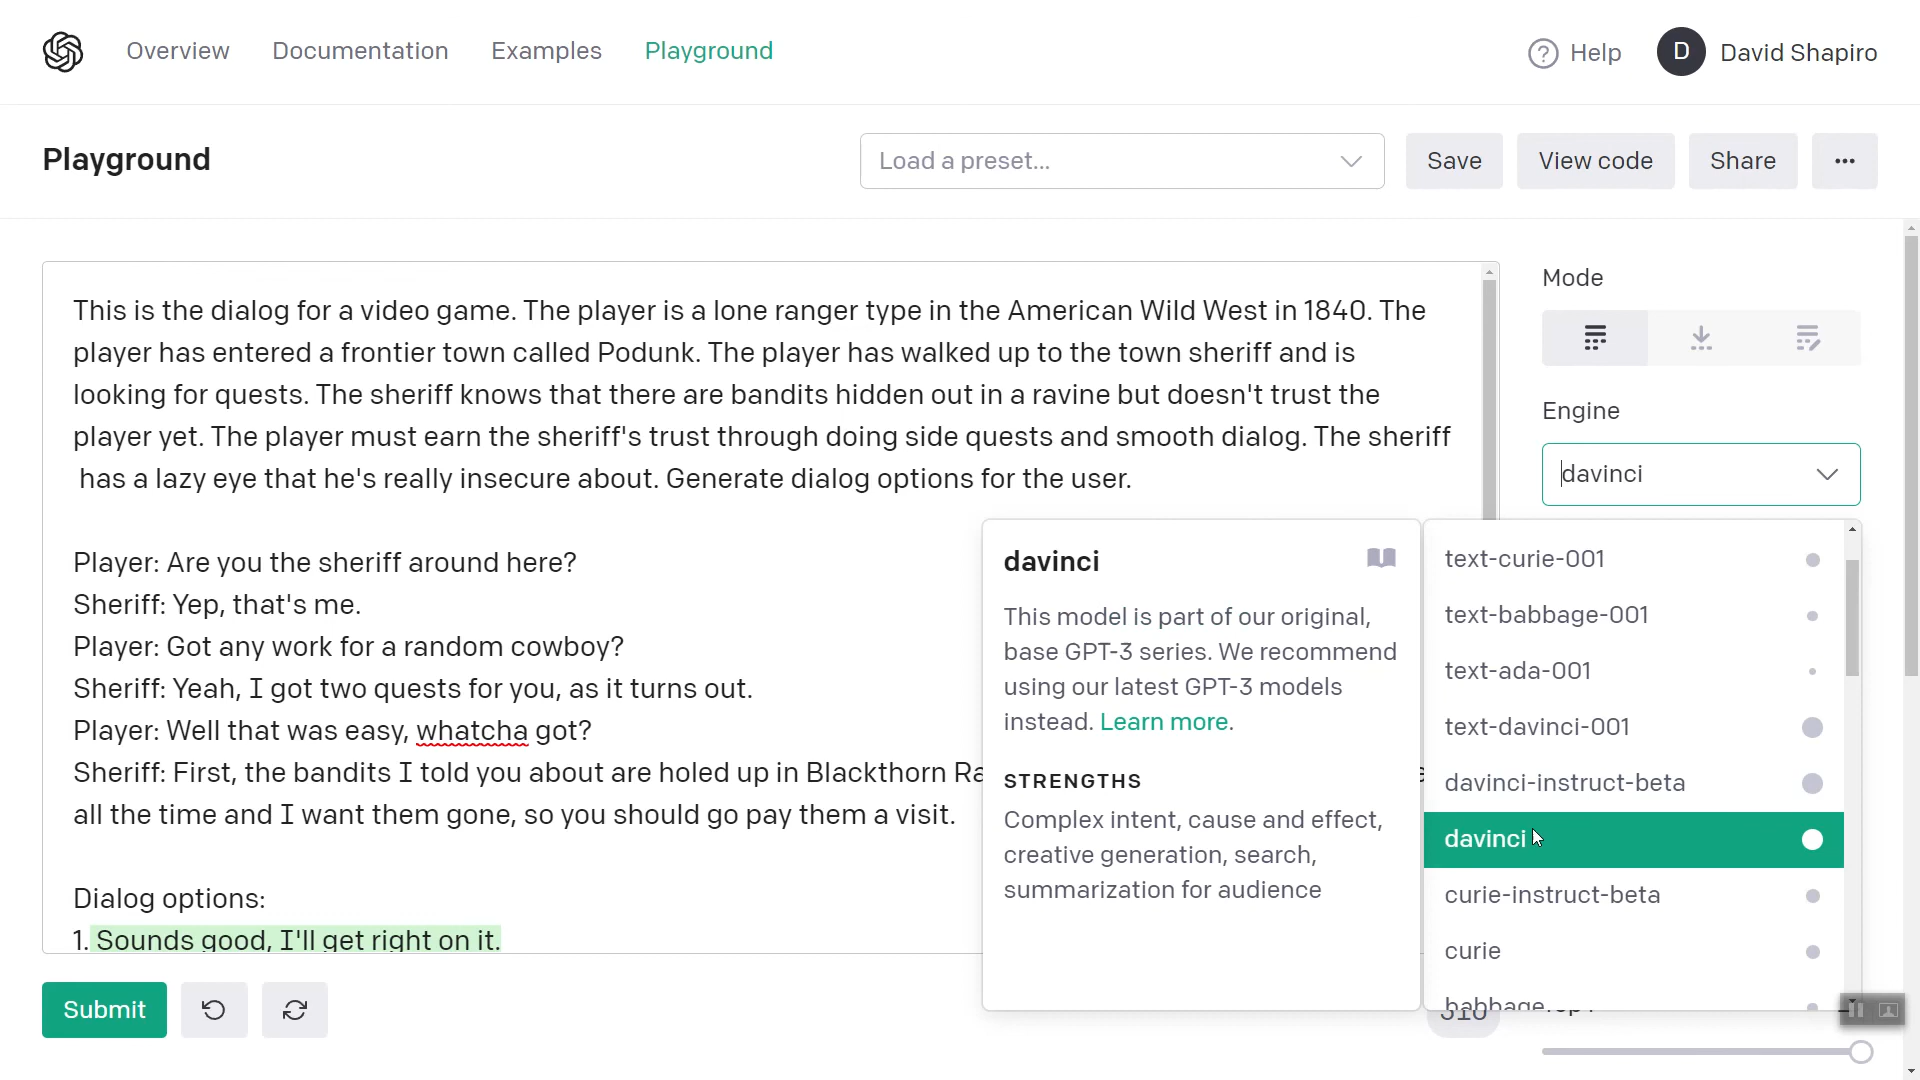 Overview Documentation Examples Playground
Help D David Shapiro
Playground
Load a preset...
Save View code Share
This is the dialog for a video game. The player is a lone ranger type in the American Wild West in 1840. The
player has entered a frontier town called Podunk. The player has walked up to the town sheriff and is
looking for quests. The sheriff knows that there are bandits hidden out in a ravine but doesn't trust the
player yet. The player must earn the sheriff's trust through doing side quests and smooth dialog. The sheriff
has a lazy eye that he's really insecure about. Generate dialog options for the user.
Player: Are you the sheriff around here?
Sheriff: Yep, that's me.
Player: Got any work for a random cowboy?
Sheriff: Yeah, I got two quests for you, as it turns out.
Player: Well that was easy, whatcha got?
Sheriff: First, the bandits I told you about are holed up in Blackthorn
all the time and I want them gone, so you should go pay them a visit.
Dialog options:
1. Sounds good, I'll get right on it.
Submit
Mode
Engine
davinci
davinci
This model is part of our original,
base GPT-3 series. We recommend
using our latest GPT-3 models
instead. Learn more.
STRENGTHS
Complex intent, cause and effect,
creative generation, search,
summarization for audience
text-curie-001
text-babbage-001
text-ada-001
text-davinci-001
davinci-instruct-beta
davinci
curie-instruct-beta
curie